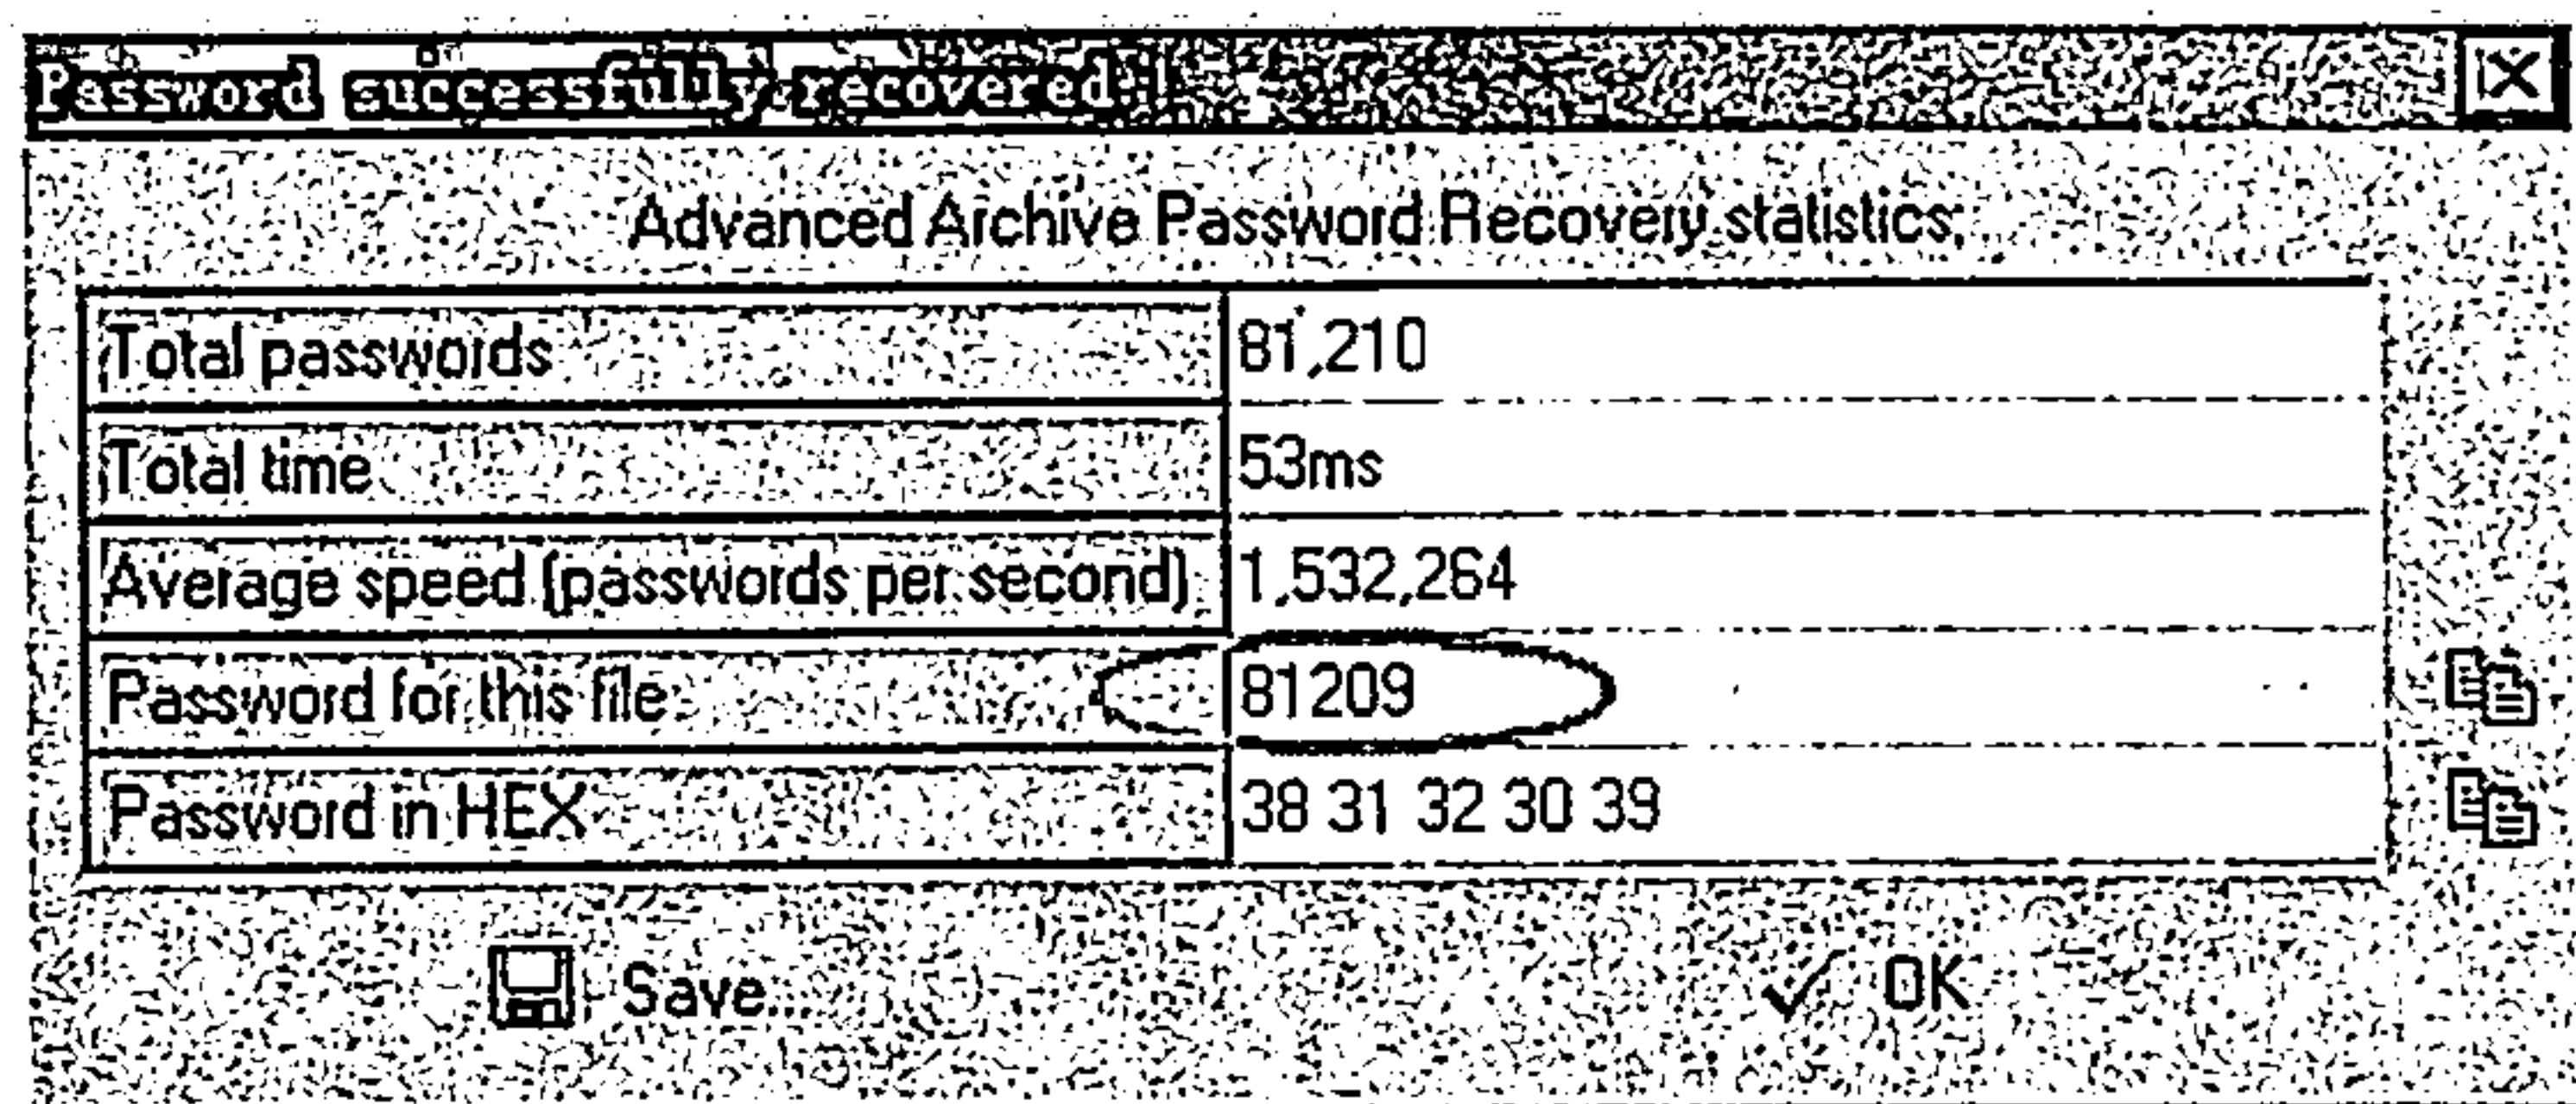 Password successfully recovered !
Advanced Archive Password Recovery statistics:
Total passwords 81,210
Total time 53ms
Average speed (passwords per second) 1,532,264
Password for this file 81209
Password in HEX 38 31 32 30 39
Save... OK